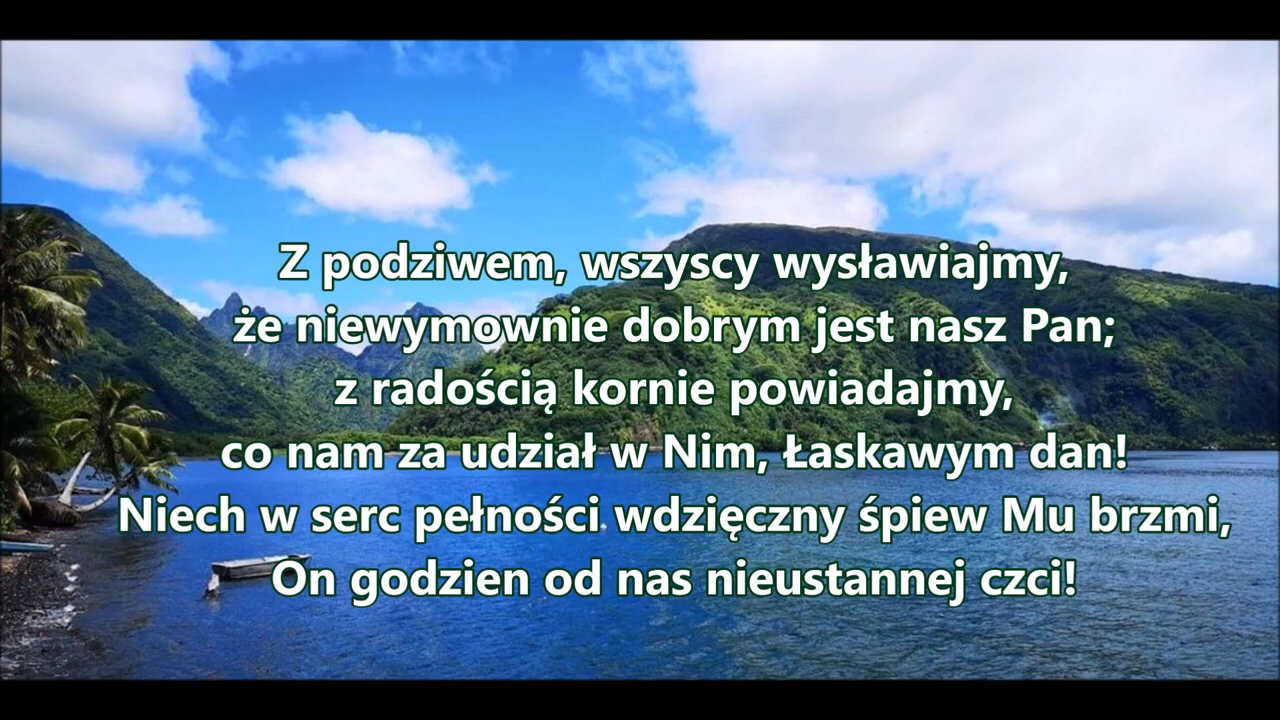 Z podziwem, wszyscy wysławiajmy,
że niewymownie dobrym jest nasz Pan;
z radością kornie powiadajmy,
co nam za udział w Nim, Łaskawym dan!
Niech w serc pełności wdzięczny śpiew Mu brzmi,
On godzien od nas nieustannej czci!